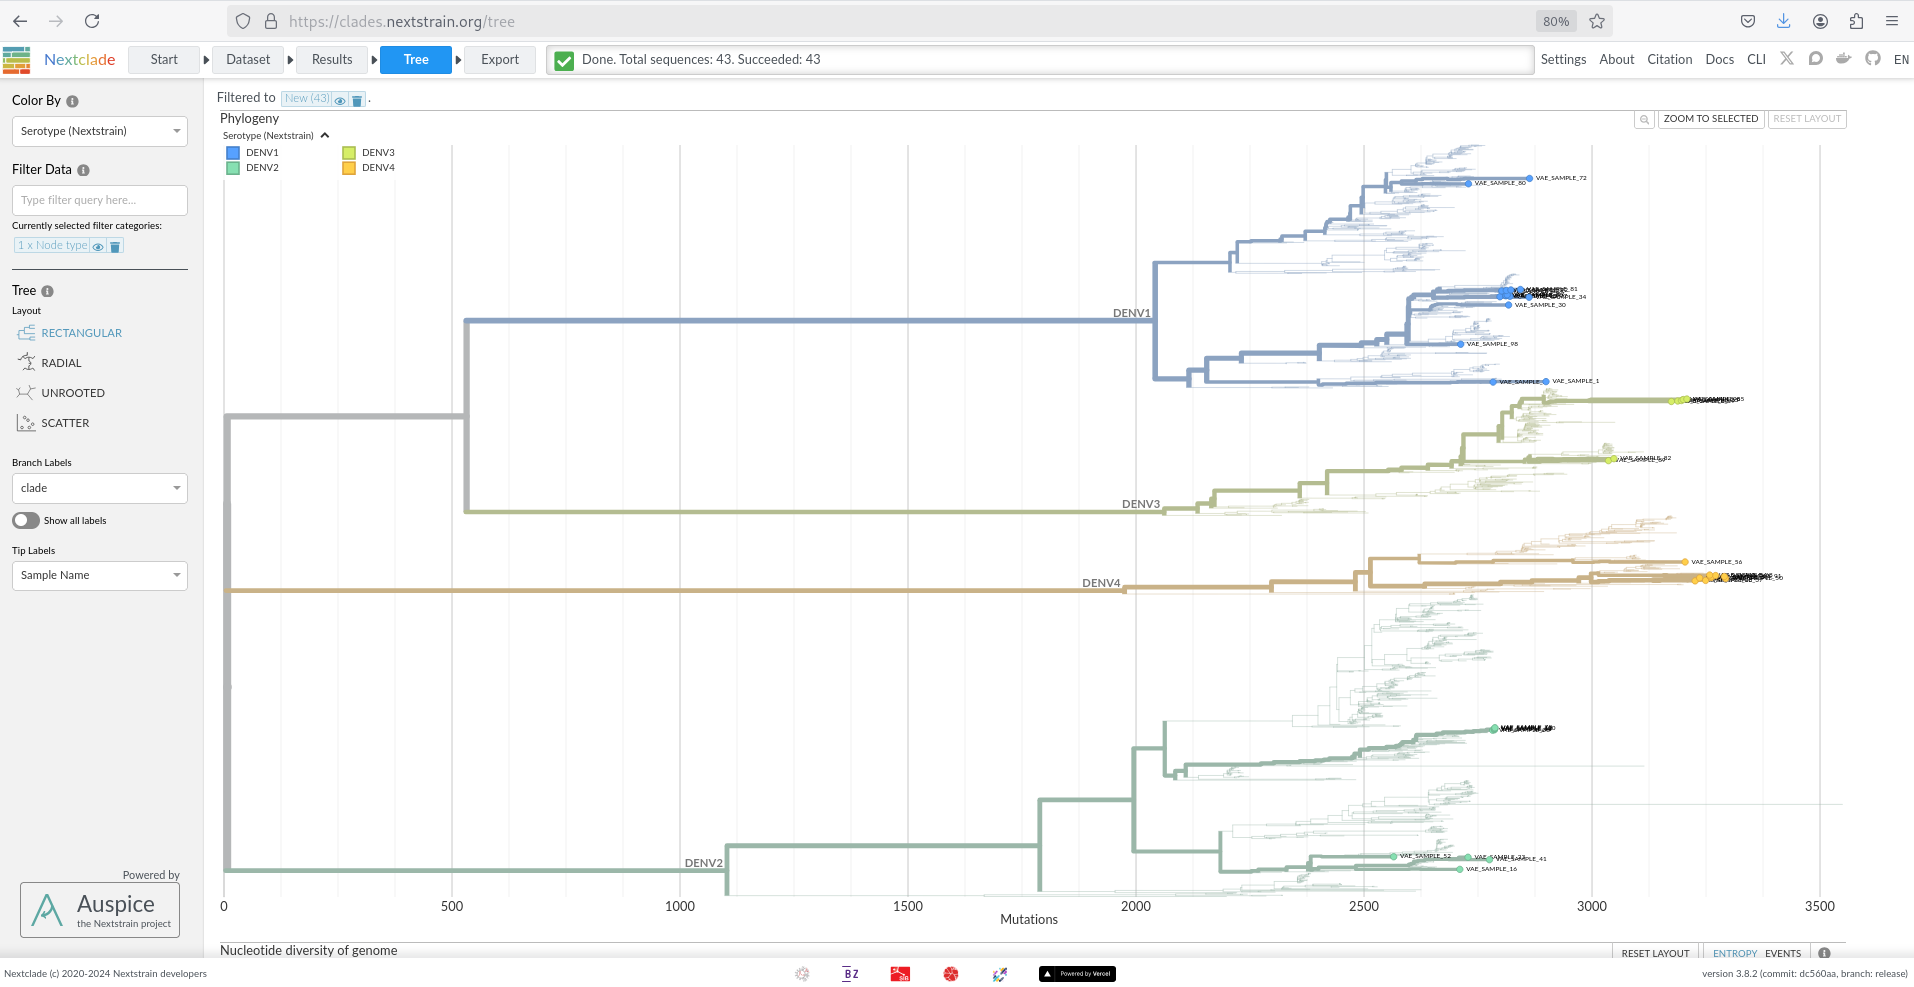 https://clades.nextstrain.org/tree
80%
Nextclade
Start
Dataset
Results
Tree
Export
Done. Total sequences: 43. Succeeded: 43
Settings
About
Citation
Docs
CLI
EN
Color By
Serotype (Nextstrain)
Filter Data
Type filter query here...
Currently selected filter categories:
1 x Node type
Tree
Layout
RECTANGULAR
RADIAL
UNROOTED
SCATTER
Branch Labels
clade
Show all labels
Tip Labels
Sample Name
Powered by
Auspice
the Nextstrain project
Filtered to New (43) .
Phylogeny
ZOOM TO SELECTED
RESET LAYOUT
Serotype (Nextstrain)
DENV1
DENV3
DENV2
DENV4
VAE_SAMPLE_72
VAE_SAMPLE_80
VAE_SAMPLE_30
DENV1
VAE_SAMPLE_98
VAE_SAMPLE_1
DENV3
VAE_SAMPLE_56
DENV4
VAE_SAMPLE_52
VAE_SAMPLE_41
DENV2
VAE_SAMPLE_16
0
500
1000
1500
2000
2500
3000
3500
Mutations
Nucleotide diversity of genome
RESET LAYOUT
ENTROPY
EVENTS
Nextclade (c) 2020-2024 Nextstrain developers
BZ
SIB
Powered by Vercel
version 3.8.2 (commit: dc560aa, branch: release)